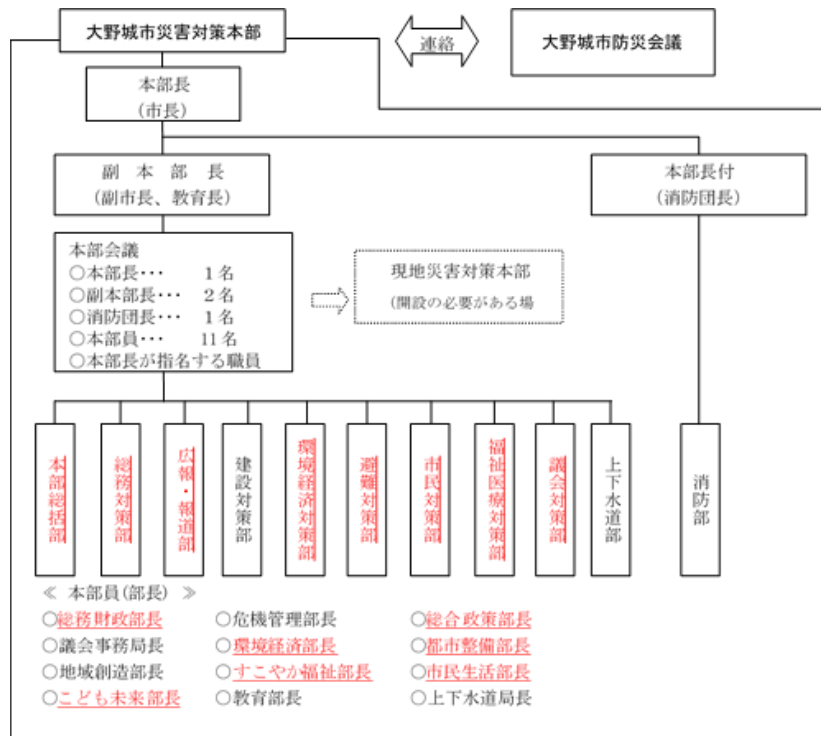 大野城市災害対策本部
連絡
大野城市防災会議
本部長
(市長)
副 本 部 長
(副市長、教育長)
本部長付
(消防団長)
本部会議
○本部長･･･ 1名
○副本部長･･･ 2名
○消防団長･･･ 1名
○本部員･･･ 11名
○本部長が指名する職員
現地災害対策本部
(開設の必要がある場
本部総括部
総務対策部
広報・報道部
建設対策部
環境経済対策部
避難対策部
市民対策部
福祉医療対策部
議会対策部
上下水道部
消防部
≪ 本部員(部長) ≫
○総務財政部長 ○危機管理部長 ○総合政策部長
○議会事務局長 ○環境経済部長 ○都市整備部長
○地域創造部長 ○すこやか福祉部長 ○市民生活部長
○こども未来部長 ○教育部長 ○上下水道局長